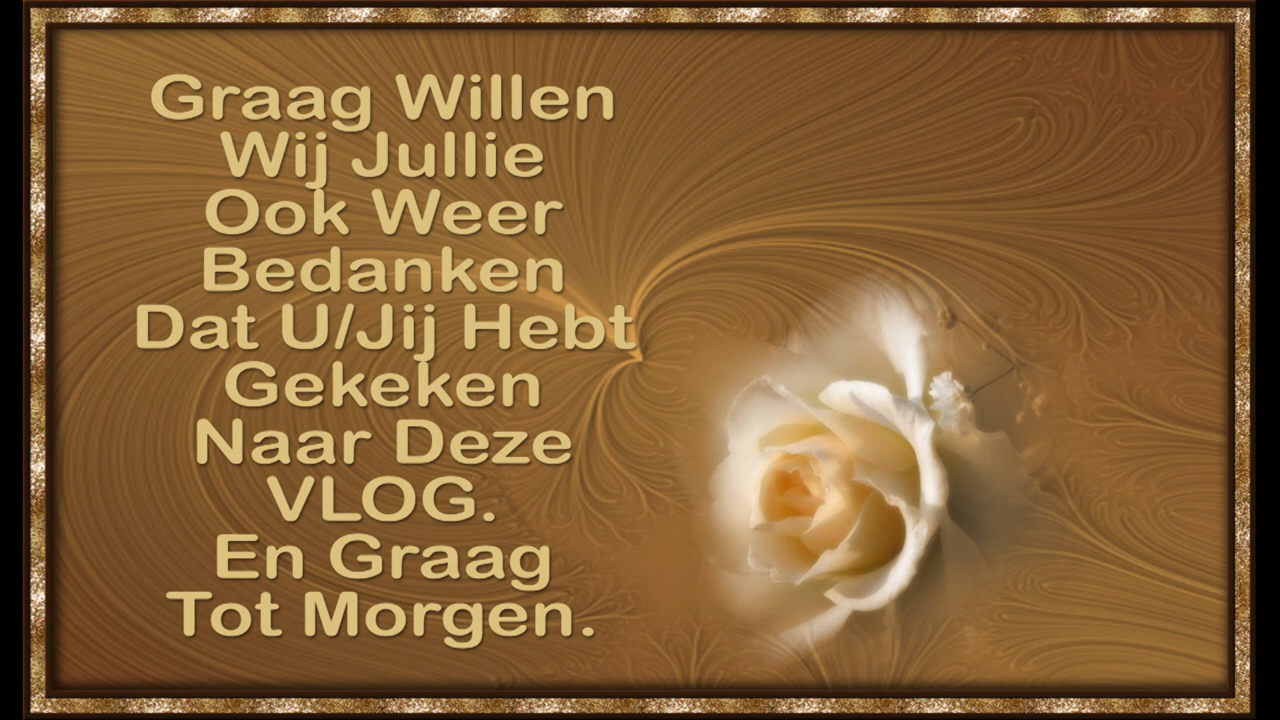 Graag Willen
Wij Jullie
Ook Weer
Bedanken
Dat U/Jij Hebt
Gekeken
Naar Deze
VLOG.
En Graag
Tot Morgen.